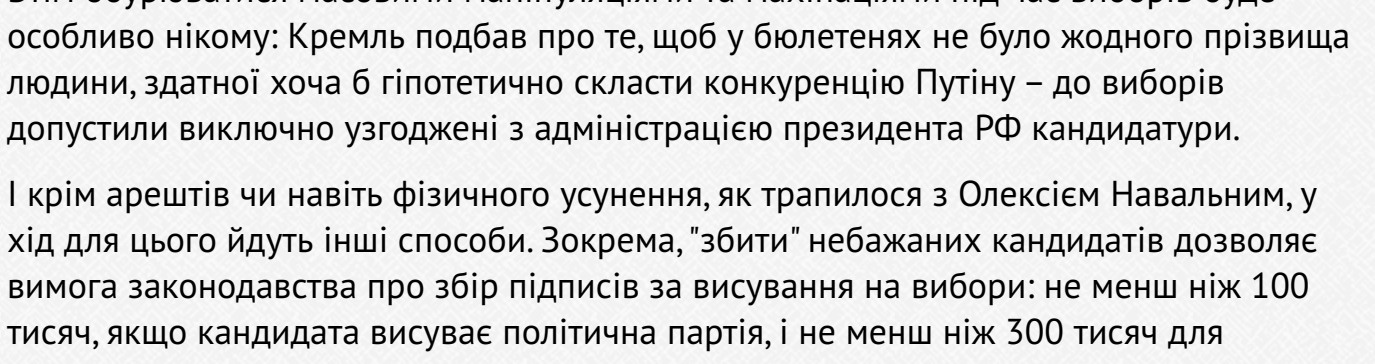 особливо нікому: Кремль подбав про те, щоб у бюлетенях не було жодного прізвища
людини, здатної хоча б гіпотетично скласти конкуренцію Путіну – до виборів
допустили виключно узгоджені з адміністрацією президента РФ кандидатури.
І крім арештів чи навіть фізичного усунення, як трапилося з Олексієм Навальним, у
хід для цього йдуть інші способи. Зокрема, "збити" небажаних кандидатів дозволяє
вимога законодавства про збір підписів за висування на вибори: не менш ніж 100
тисяч, якщо кандидата висуває політична партія, і не менш ніж 300 тисяч для